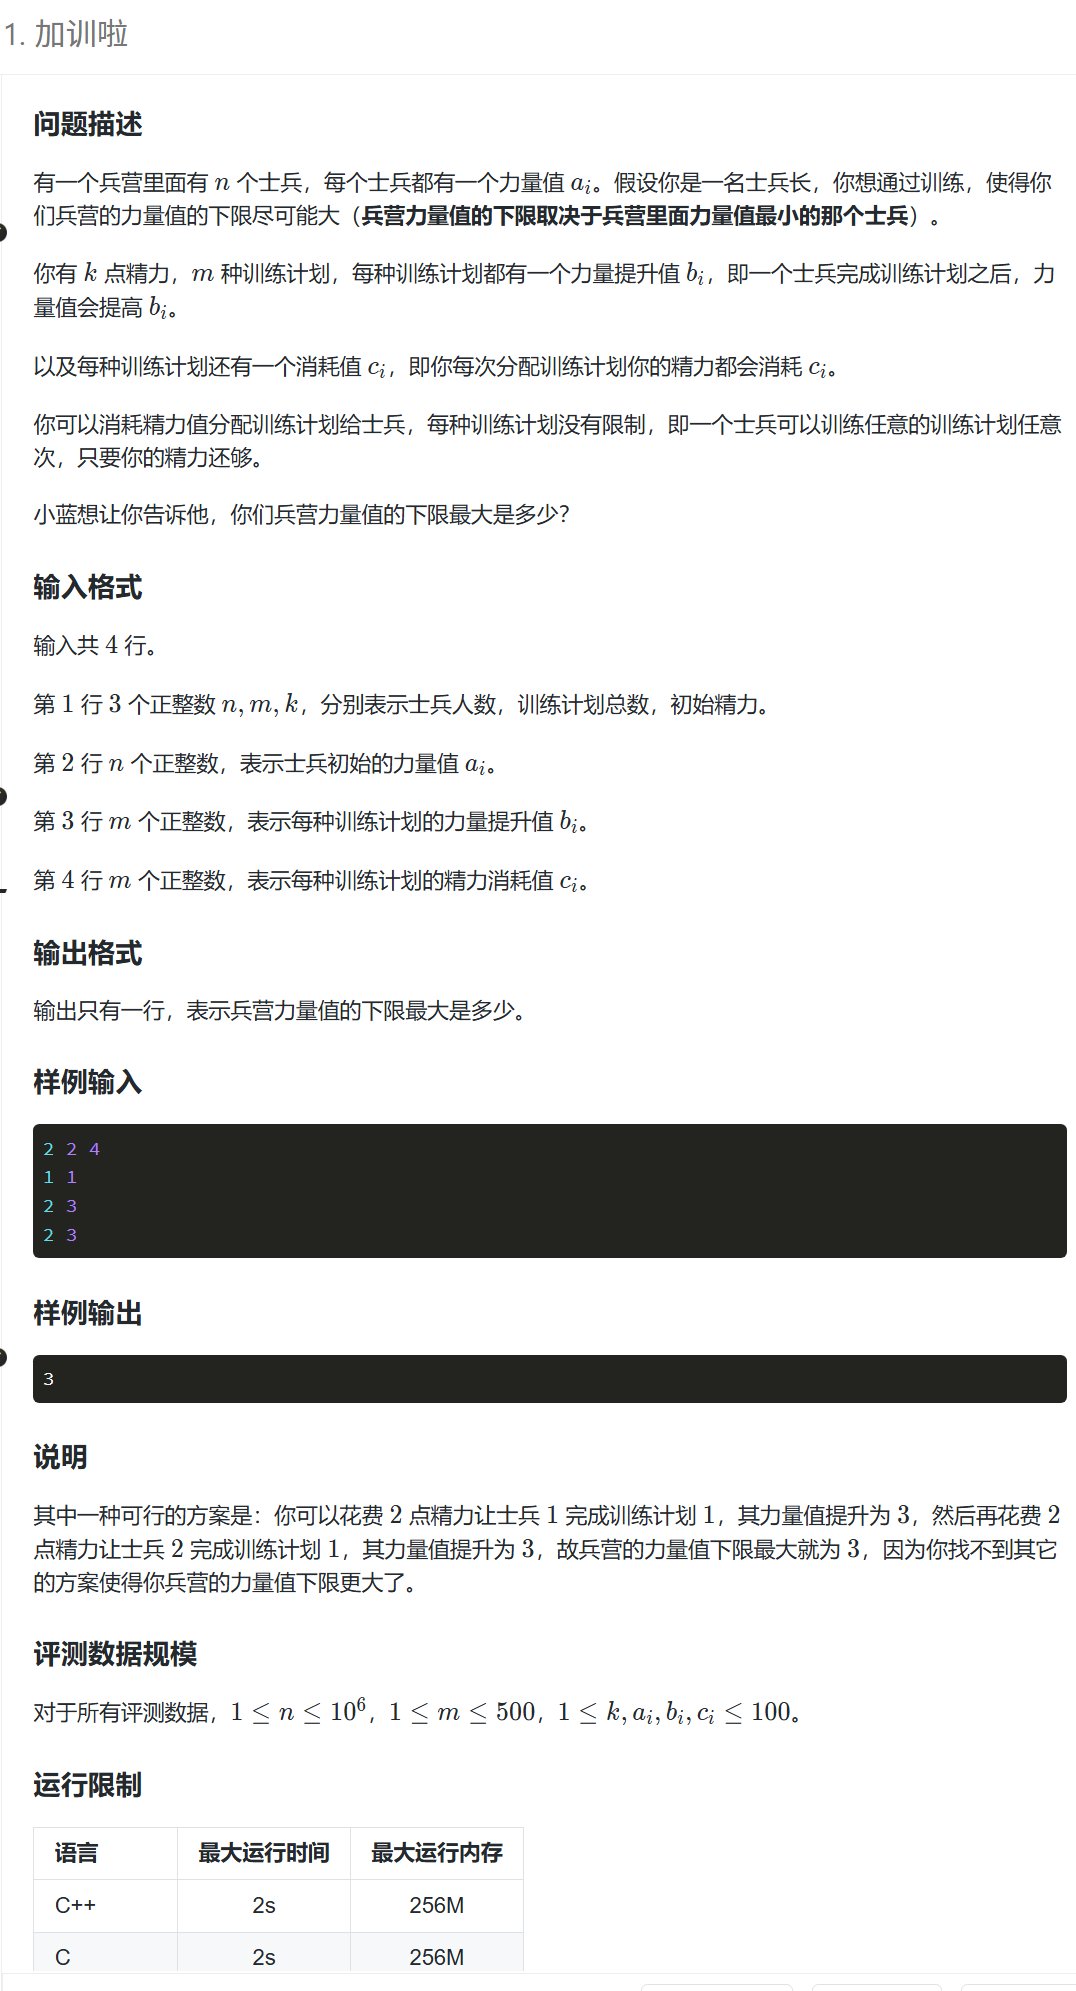 1. 加训啦
问题描述
有一个兵营里面有 n 个士兵，每个士兵都有一个力量值 aᵢ。假设你是一名士兵长，你想通过训练，使得你
们兵营的力量值的下限尽可能大（兵营力量值的下限取决于兵营里面力量值最小的那个士兵）。
你有 k 点精力，m 种训练计划，每种训练计划都有一个力量提升值 bᵢ，即一个士兵完成训练计划之后，力
量值会提高 bᵢ。
以及每种训练计划还有一个消耗值 cᵢ，即你每次分配训练计划你的精力都会消耗 cᵢ。
你可以消耗精力值分配训练计划给士兵，每种训练计划没有限制，即一个士兵可以训练任意的训练计划任意
次，只要你的精力还够。
小蓝想让你告诉他，你们兵营力量值的下限最大是多少？
输入格式
输入共 4 行。
第 1 行 3 个正整数 n, m, k，分别表示士兵人数，训练计划总数，初始精力。
第 2 行 n 个正整数，表示士兵初始的力量值 aᵢ。
第 3 行 m 个正整数，表示每种训练计划的力量提升值 bᵢ。
第 4 行 m 个正整数，表示每种训练计划的精力消耗值 cᵢ。
输出格式
输出只有一行，表示兵营力量值的下限最大是多少。
样例输入
2 2 4
1 1
2 3
2 3
样例输出
3
说明
其中一种可行的方案是：你可以花费 2 点精力让士兵 1 完成训练计划 1，其力量值提升为 3，然后再花费 2
点精力让士兵 2 完成训练计划 1，其力量值提升为 3，故兵营的力量值下限最大就为 3，因为你找不到其它
的方案使得你兵营的力量值下限更大了。
评测数据规模
对于所有评测数据，1 ≤ n ≤ 10⁶，1 ≤ m ≤ 500，1 ≤ k, aᵢ, bᵢ, cᵢ ≤ 100。
运行限制
语言 最大运行时间 最大运行内存
C++ 2s 256M
C 2s 256M